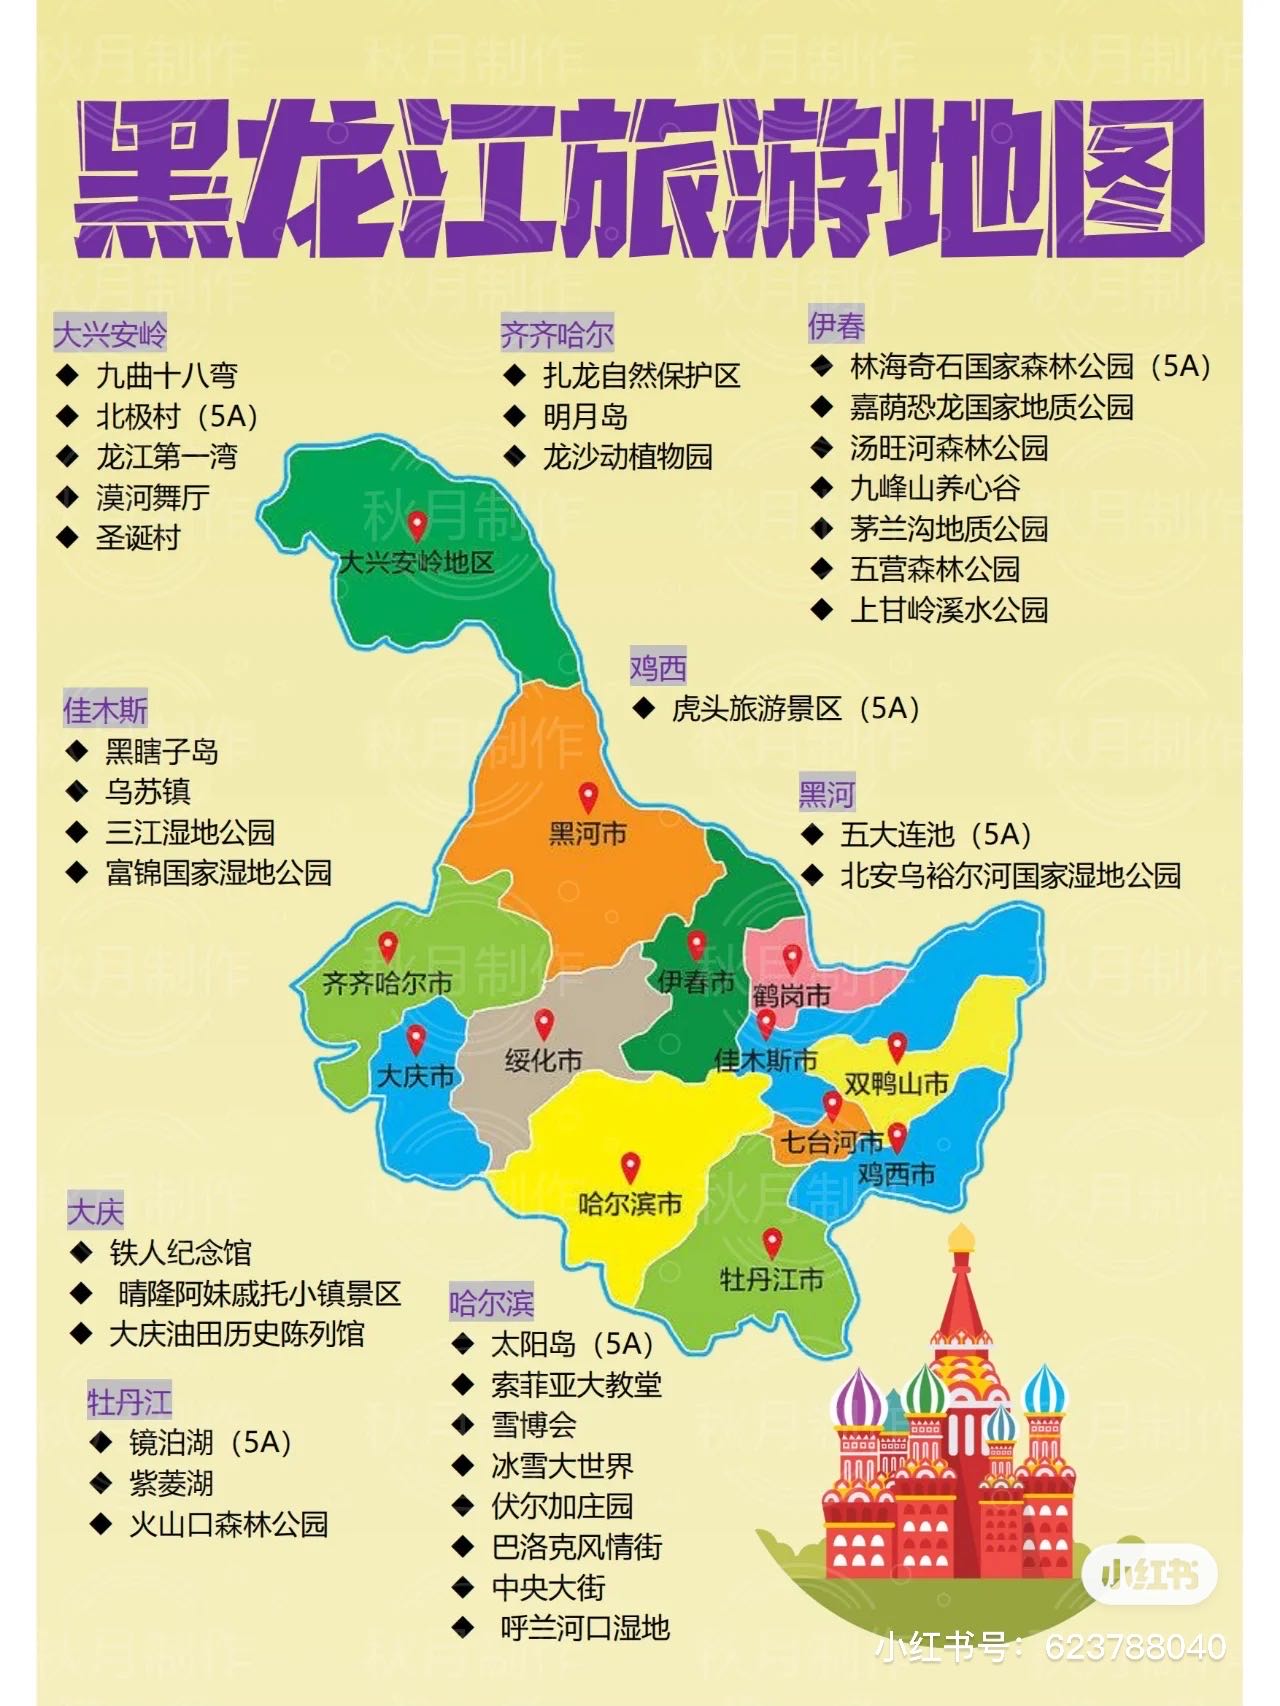 黑龙江旅游地图
大兴安岭
◆ 九曲十八弯
◆ 北极村（5A）
◆ 龙江第一湾
◆ 漠河舞厅
◆ 圣诞村
齐齐哈尔
◆ 扎龙自然保护区
◆ 明月岛
◆ 龙沙动植物园
伊春
◆ 林海奇石国家森林公园（5A）
◆ 嘉荫恐龙国家地质公园
◆ 汤旺河森林公园
◆ 九峰山养心谷
◆ 茅兰沟地质公园
◆ 五营森林公园
◆ 上甘岭溪水公园
鸡西
◆ 虎头旅游景区（5A）
佳木斯
◆ 黑瞎子岛
◆ 乌苏镇
◆ 三江湿地公园
◆ 富锦国家湿地公园
黑河
◆ 五大连池（5A）
◆ 北安乌裕尔河国家湿地公园
大兴安岭地区
黑河市
齐齐哈尔市
伊春市
鹤岗市
大庆市
绥化市
佳木斯市
双鸭山市
七台河市
鸡西市
哈尔滨市
牡丹江市
大庆
◆ 铁人纪念馆
◆ 晴隆阿妹戚托小镇景区
◆ 大庆油田历史陈列馆
牡丹江
◆ 镜泊湖（5A）
◆ 紫菱湖
◆ 火山口森林公园
哈尔滨
◆ 太阳岛（5A）
◆ 索菲亚大教堂
◆ 雪博会
◆ 冰雪大世界
◆ 伏尔加庄园
◆ 巴洛克风情街
◆ 中央大街
◆ 呼兰河口湿地
秋月制作
小红书
小红书号：623788040